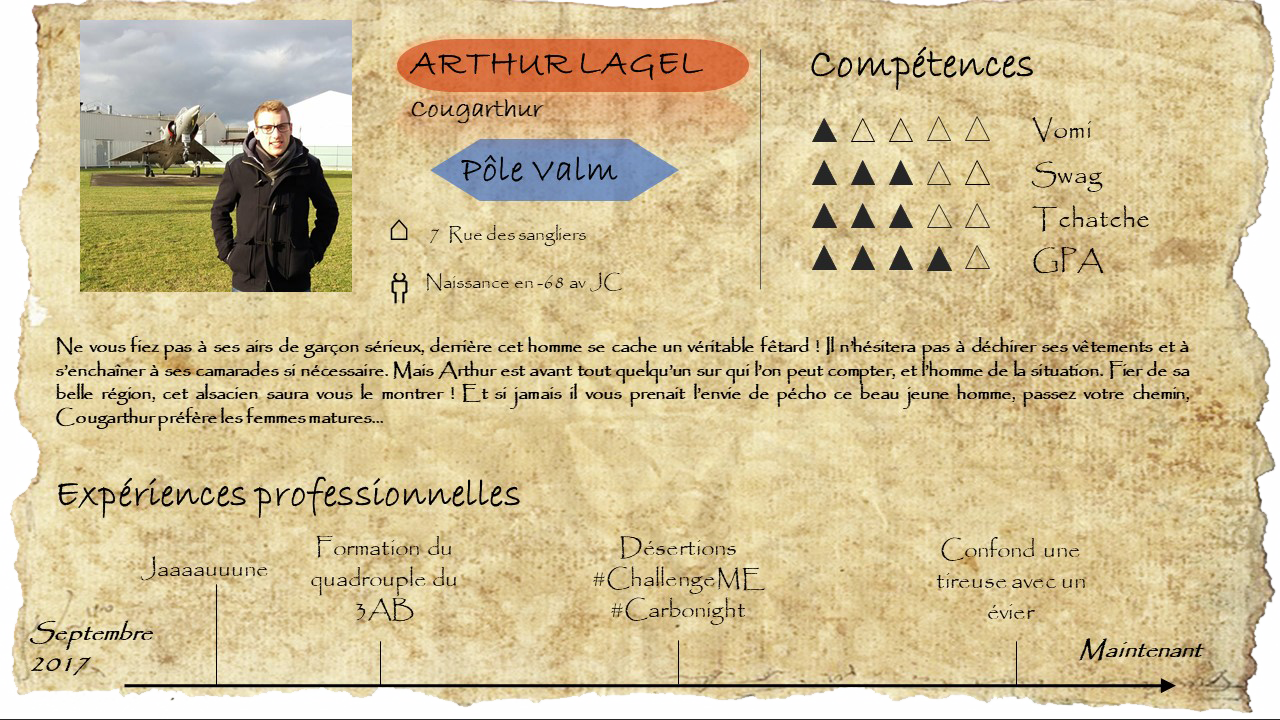 ARTHUR LAGEL
Cougarthur
Pôle Valm
7 Rue des sangliers
Naissance en -68 av JC
Compétences
Vomi
Swag
Tchatche
GPA
Ne vous fiez pas à ses airs de garçon sérieux, derrière cet homme se cache un véritable fêtard ! Il n'hésitera pas à déchirer ses vêtements et à
s'enchaîner à ses camarades si nécessaire. Mais Arthur est avant tout quelqu'un sur qui l'on peut compter, et l'homme de la situation. Fier de sa
belle région, cet alsacien saura vous le montrer ! Et si jamais il vous prenait l'envie de pécho ce beau jeune homme, passez votre chemin,
Cougarthur préfère les femmes matures...
Expériences professionnelles
Septembre
2017
Jaaaauuune
Formation du
quadrouple du
3AB
Désertions
#ChallengeME
#Carbonight
Confond une
tireuse avec un
évier
Maintenant